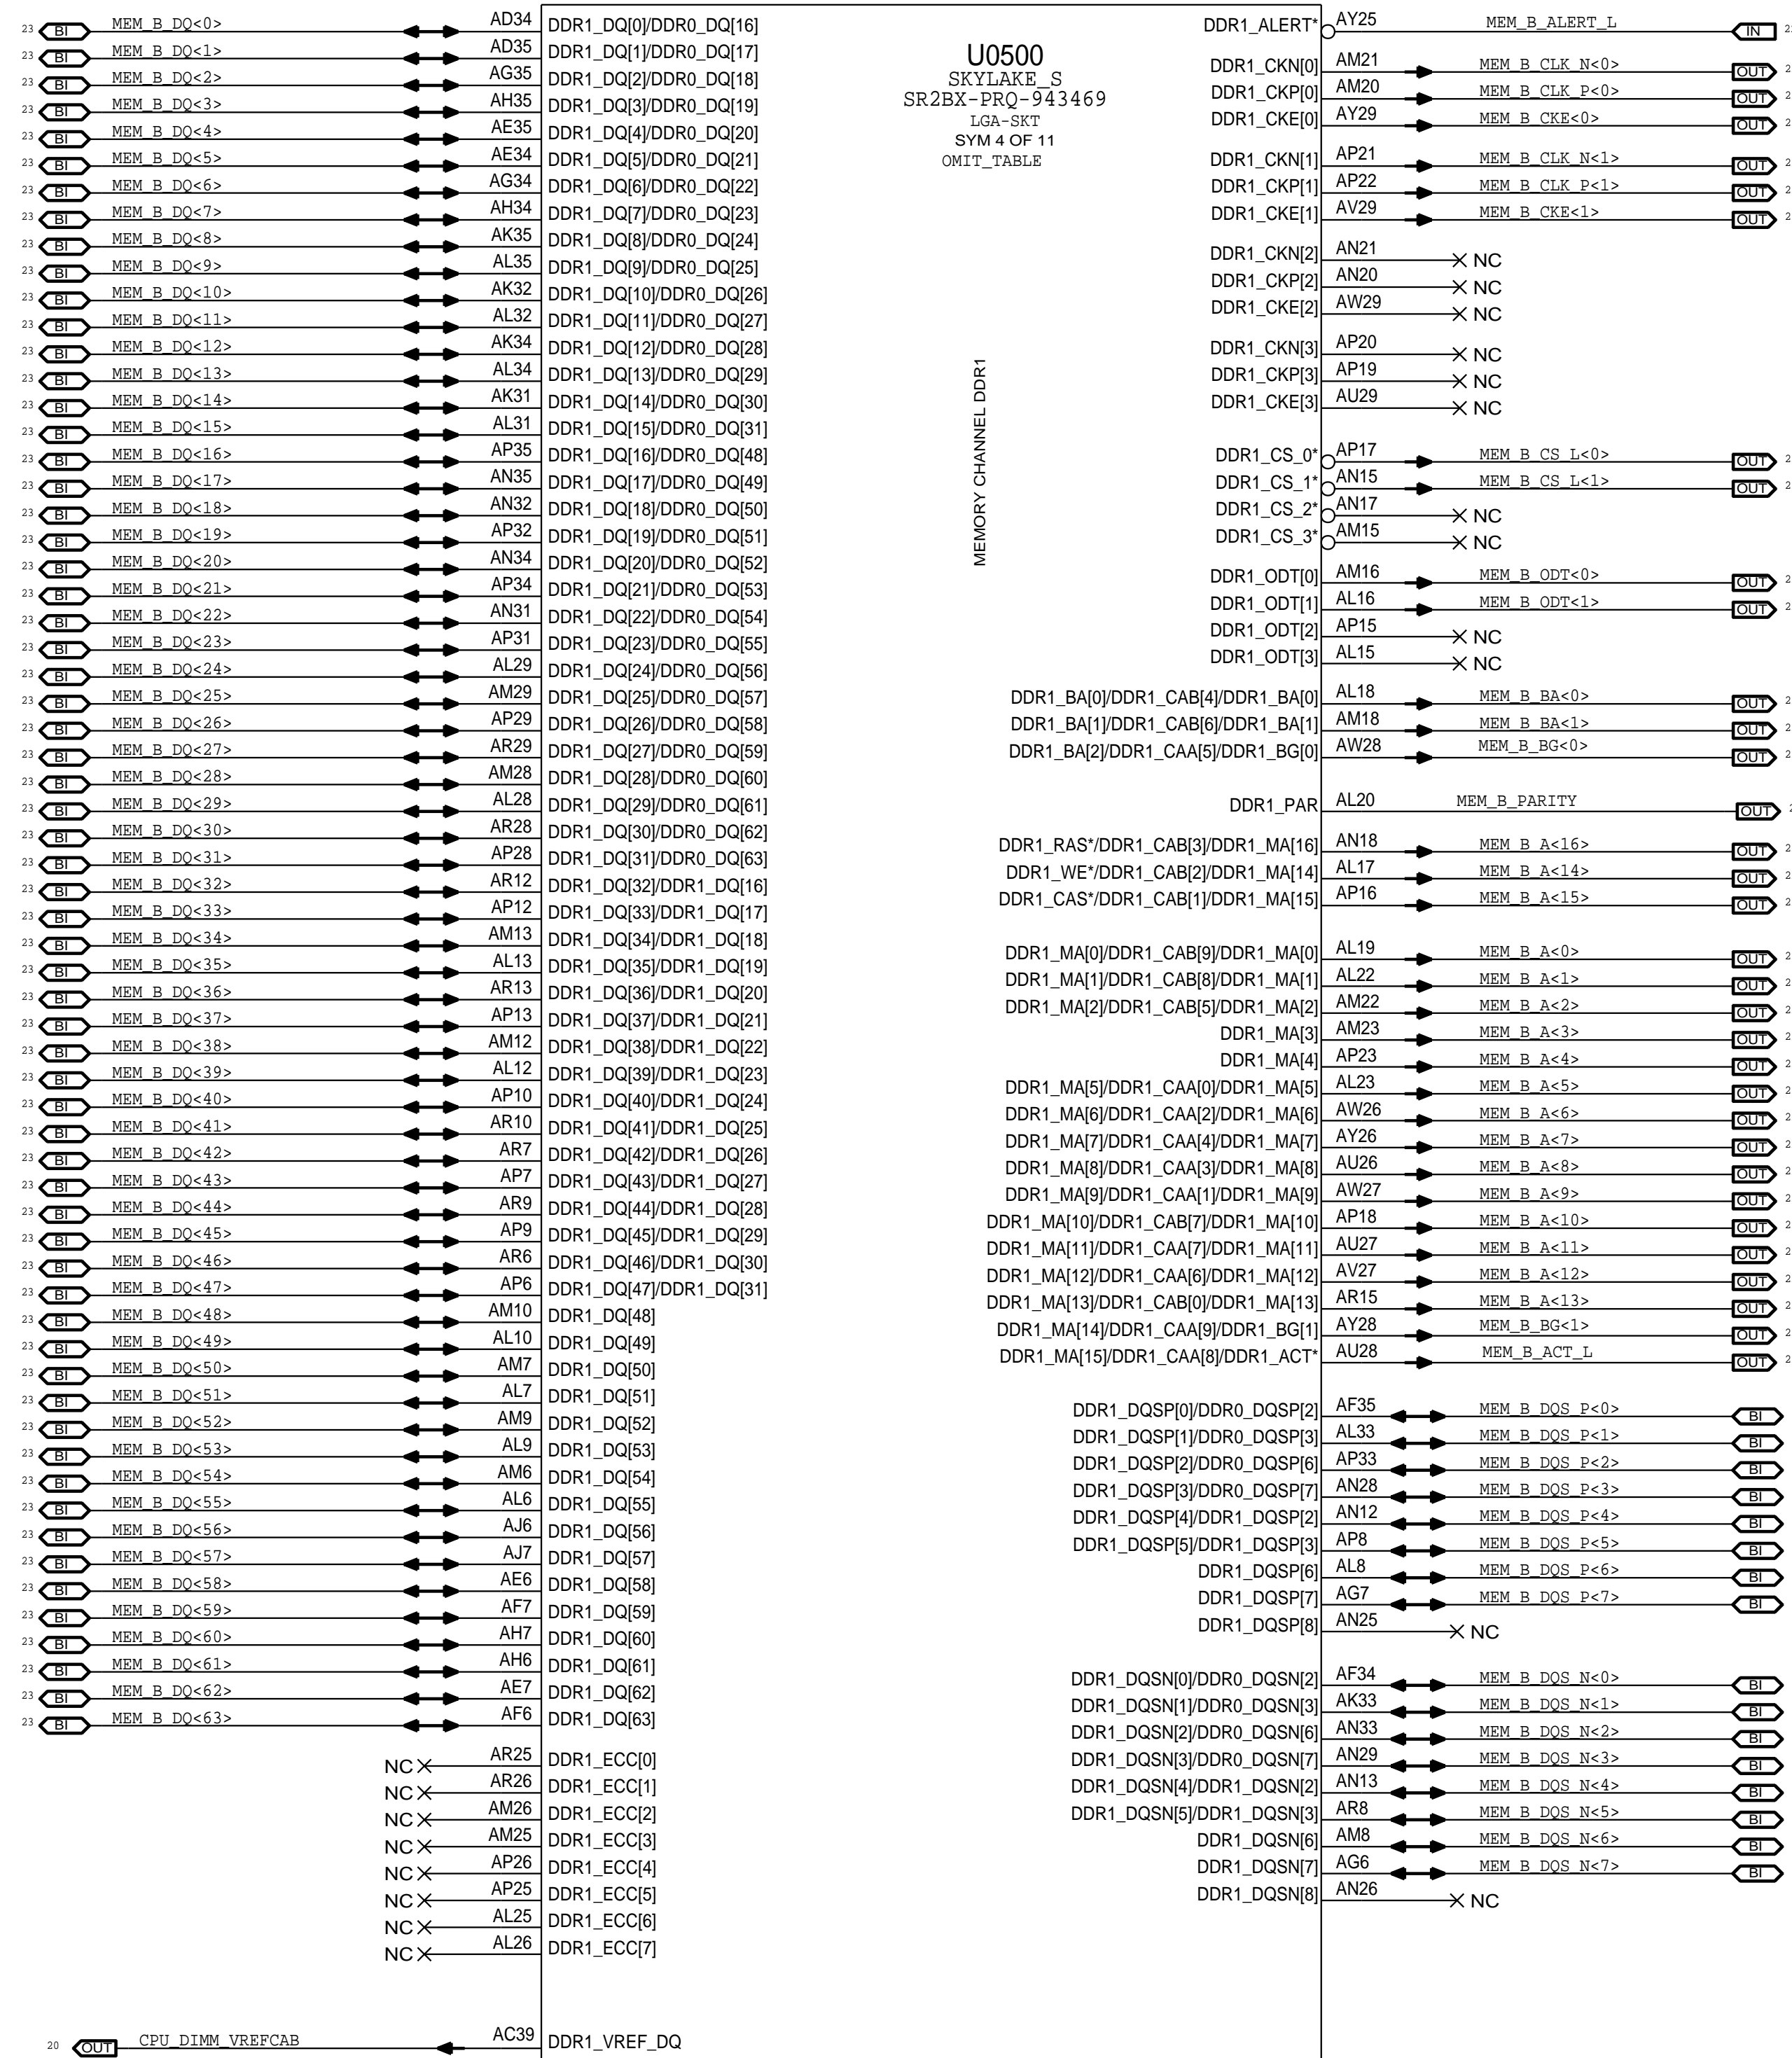 U0500
SKYLAKE_S
SR2BX-PRQ-943469
LGA-SKT
SYM 4 OF 11
OMIT_TABLE
MEMORY CHANNEL DDR1
23 BI MEM_B_DQ<0> AD34 DDR1_DQ[0]/DDR0_DQ[16]
23 BI MEM_B_DQ<1> AD35 DDR1_DQ[1]/DDR0_DQ[17]
23 BI MEM_B_DQ<2> AG35 DDR1_DQ[2]/DDR0_DQ[18]
23 BI MEM_B_DQ<3> AH35 DDR1_DQ[3]/DDR0_DQ[19]
23 BI MEM_B_DQ<4> AE35 DDR1_DQ[4]/DDR0_DQ[20]
23 BI MEM_B_DQ<5> AE34 DDR1_DQ[5]/DDR0_DQ[21]
23 BI MEM_B_DQ<6> AG34 DDR1_DQ[6]/DDR0_DQ[22]
23 BI MEM_B_DQ<7> AH34 DDR1_DQ[7]/DDR0_DQ[23]
23 BI MEM_B_DQ<8> AK35 DDR1_DQ[8]/DDR0_DQ[24]
23 BI MEM_B_DQ<9> AL35 DDR1_DQ[9]/DDR0_DQ[25]
23 BI MEM_B_DQ<10> AK32 DDR1_DQ[10]/DDR0_DQ[26]
23 BI MEM_B_DQ<11> AL32 DDR1_DQ[11]/DDR0_DQ[27]
23 BI MEM_B_DQ<12> AK34 DDR1_DQ[12]/DDR0_DQ[28]
23 BI MEM_B_DQ<13> AL34 DDR1_DQ[13]/DDR0_DQ[29]
23 BI MEM_B_DQ<14> AK31 DDR1_DQ[14]/DDR0_DQ[30]
23 BI MEM_B_DQ<15> AL31 DDR1_DQ[15]/DDR0_DQ[31]
23 BI MEM_B_DQ<16> AP35 DDR1_DQ[16]/DDR0_DQ[48]
23 BI MEM_B_DQ<17> AN35 DDR1_DQ[17]/DDR0_DQ[49]
23 BI MEM_B_DQ<18> AN32 DDR1_DQ[18]/DDR0_DQ[50]
23 BI MEM_B_DQ<19> AP32 DDR1_DQ[19]/DDR0_DQ[51]
23 BI MEM_B_DQ<20> AN34 DDR1_DQ[20]/DDR0_DQ[52]
23 BI MEM_B_DQ<21> AP34 DDR1_DQ[21]/DDR0_DQ[53]
23 BI MEM_B_DQ<22> AN31 DDR1_DQ[22]/DDR0_DQ[54]
23 BI MEM_B_DQ<23> AP31 DDR1_DQ[23]/DDR0_DQ[55]
23 BI MEM_B_DQ<24> AL29 DDR1_DQ[24]/DDR0_DQ[56]
23 BI MEM_B_DQ<25> AM29 DDR1_DQ[25]/DDR0_DQ[57]
23 BI MEM_B_DQ<26> AP29 DDR1_DQ[26]/DDR0_DQ[58]
23 BI MEM_B_DQ<27> AR29 DDR1_DQ[27]/DDR0_DQ[59]
23 BI MEM_B_DQ<28> AM28 DDR1_DQ[28]/DDR0_DQ[60]
23 BI MEM_B_DQ<29> AL28 DDR1_DQ[29]/DDR0_DQ[61]
23 BI MEM_B_DQ<30> AR28 DDR1_DQ[30]/DDR0_DQ[62]
23 BI MEM_B_DQ<31> AP28 DDR1_DQ[31]/DDR0_DQ[63]
23 BI MEM_B_DQ<32> AR12 DDR1_DQ[32]/DDR1_DQ[16]
23 BI MEM_B_DQ<33> AP12 DDR1_DQ[33]/DDR1_DQ[17]
23 BI MEM_B_DQ<34> AM13 DDR1_DQ[34]/DDR1_DQ[18]
23 BI MEM_B_DQ<35> AL13 DDR1_DQ[35]/DDR1_DQ[19]
23 BI MEM_B_DQ<36> AR13 DDR1_DQ[36]/DDR1_DQ[20]
23 BI MEM_B_DQ<37> AP13 DDR1_DQ[37]/DDR1_DQ[21]
23 BI MEM_B_DQ<38> AM12 DDR1_DQ[38]/DDR1_DQ[22]
23 BI MEM_B_DQ<39> AL12 DDR1_DQ[39]/DDR1_DQ[23]
23 BI MEM_B_DQ<40> AP10 DDR1_DQ[40]/DDR1_DQ[24]
23 BI MEM_B_DQ<41> AR10 DDR1_DQ[41]/DDR1_DQ[25]
23 BI MEM_B_DQ<42> AR7 DDR1_DQ[42]/DDR1_DQ[26]
23 BI MEM_B_DQ<43> AP7 DDR1_DQ[43]/DDR1_DQ[27]
23 BI MEM_B_DQ<44> AR9 DDR1_DQ[44]/DDR1_DQ[28]
23 BI MEM_B_DQ<45> AP9 DDR1_DQ[45]/DDR1_DQ[29]
23 BI MEM_B_DQ<46> AR6 DDR1_DQ[46]/DDR1_DQ[30]
23 BI MEM_B_DQ<47> AP6 DDR1_DQ[47]/DDR1_DQ[31]
23 BI MEM_B_DQ<48> AM10 DDR1_DQ[48]
23 BI MEM_B_DQ<49> AL10 DDR1_DQ[49]
23 BI MEM_B_DQ<50> AM7 DDR1_DQ[50]
23 BI MEM_B_DQ<51> AL7 DDR1_DQ[51]
23 BI MEM_B_DQ<52> AM9 DDR1_DQ[52]
23 BI MEM_B_DQ<53> AL9 DDR1_DQ[53]
23 BI MEM_B_DQ<54> AM6 DDR1_DQ[54]
23 BI MEM_B_DQ<55> AL6 DDR1_DQ[55]
23 BI MEM_B_DQ<56> AJ6 DDR1_DQ[56]
23 BI MEM_B_DQ<57> AJ7 DDR1_DQ[57]
23 BI MEM_B_DQ<58> AE6 DDR1_DQ[58]
23 BI MEM_B_DQ<59> AF7 DDR1_DQ[59]
23 BI MEM_B_DQ<60> AH7 DDR1_DQ[60]
23 BI MEM_B_DQ<61> AH6 DDR1_DQ[61]
23 BI MEM_B_DQ<62> AE7 DDR1_DQ[62]
23 BI MEM_B_DQ<63> AF6 DDR1_DQ[63]
NC AR25 DDR1_ECC[0]
NC AR26 DDR1_ECC[1]
NC AM26 DDR1_ECC[2]
NC AM25 DDR1_ECC[3]
NC AP26 DDR1_ECC[4]
NC AP25 DDR1_ECC[5]
NC AL25 DDR1_ECC[6]
NC AL26 DDR1_ECC[7]
20 OUT CPU_DIMM_VREFCAB AC39 DDR1_VREF_DQ
DDR1_ALERT* AY25 MEM_B_ALERT_L IN
DDR1_CKN[0] AM21 MEM_B_CLK_N<0> OUT
DDR1_CKP[0] AM20 MEM_B_CLK_P<0> OUT
DDR1_CKE[0] AY29 MEM_B_CKE<0> OUT
DDR1_CKN[1] AP21 MEM_B_CLK_N<1> OUT
DDR1_CKP[1] AP22 MEM_B_CLK_P<1> OUT
DDR1_CKE[1] AV29 MEM_B_CKE<1> OUT
DDR1_CKN[2] AN21 NC
DDR1_CKP[2] AN20 NC
DDR1_CKE[2] AW29 NC
DDR1_CKN[3] AP20 NC
DDR1_CKP[3] AP19 NC
DDR1_CKE[3] AU29 NC
DDR1_CS_0* AP17 MEM_B_CS_L<0> OUT
DDR1_CS_1* AN15 MEM_B_CS_L<1> OUT
DDR1_CS_2* AN17 NC
DDR1_CS_3* AM15 NC
DDR1_ODT[0] AM16 MEM_B_ODT<0> OUT
DDR1_ODT[1] AL16 MEM_B_ODT<1> OUT
DDR1_ODT[2] AP15 NC
DDR1_ODT[3] AL15 NC
DDR1_BA[0]/DDR1_CAB[4]/DDR1_BA[0] AL18 MEM_B_BA<0> OUT
DDR1_BA[1]/DDR1_CAB[6]/DDR1_BA[1] AM18 MEM_B_BA<1> OUT
DDR1_BA[2]/DDR1_CAA[5]/DDR1_BG[0] AW28 MEM_B_BG<0> OUT
DDR1_PAR AL20 MEM_B_PARITY OUT
DDR1_RAS*/DDR1_CAB[3]/DDR1_MA[16] AN18 MEM_B_A<16> OUT
DDR1_WE*/DDR1_CAB[2]/DDR1_MA[14] AL17 MEM_B_A<14> OUT
DDR1_CAS*/DDR1_CAB[1]/DDR1_MA[15] AP16 MEM_B_A<15> OUT
DDR1_MA[0]/DDR1_CAB[9]/DDR1_MA[0] AL19 MEM_B_A<0> OUT
DDR1_MA[1]/DDR1_CAB[8]/DDR1_MA[1] AL22 MEM_B_A<1> OUT
DDR1_MA[2]/DDR1_CAB[5]/DDR1_MA[2] AM22 MEM_B_A<2> OUT
DDR1_MA[3] AM23 MEM_B_A<3> OUT
DDR1_MA[4] AP23 MEM_B_A<4> OUT
DDR1_MA[5]/DDR1_CAA[0]/DDR1_MA[5] AL23 MEM_B_A<5> OUT
DDR1_MA[6]/DDR1_CAA[2]/DDR1_MA[6] AW26 MEM_B_A<6> OUT
DDR1_MA[7]/DDR1_CAA[4]/DDR1_MA[7] AY26 MEM_B_A<7> OUT
DDR1_MA[8]/DDR1_CAA[3]/DDR1_MA[8] AU26 MEM_B_A<8> OUT
DDR1_MA[9]/DDR1_CAA[1]/DDR1_MA[9] AW27 MEM_B_A<9> OUT
DDR1_MA[10]/DDR1_CAB[7]/DDR1_MA[10] AP18 MEM_B_A<10> OUT
DDR1_MA[11]/DDR1_CAA[7]/DDR1_MA[11] AU27 MEM_B_A<11> OUT
DDR1_MA[12]/DDR1_CAA[6]/DDR1_MA[12] AV27 MEM_B_A<12> OUT
DDR1_MA[13]/DDR1_CAB[0]/DDR1_MA[13] AR15 MEM_B_A<13> OUT
DDR1_MA[14]/DDR1_CAA[9]/DDR1_BG[1] AY28 MEM_B_BG<1> OUT
DDR1_MA[15]/DDR1_CAA[8]/DDR1_ACT* AU28 MEM_B_ACT_L OUT
DDR1_DQSP[0]/DDR0_DQSP[2] AF35 MEM_B_DQS_P<0> BI
DDR1_DQSP[1]/DDR0_DQSP[3] AL33 MEM_B_DQS_P<1> BI
DDR1_DQSP[2]/DDR0_DQSP[6] AP33 MEM_B_DQS_P<2> BI
DDR1_DQSP[3]/DDR0_DQSP[7] AN28 MEM_B_DQS_P<3> BI
DDR1_DQSP[4]/DDR1_DQSP[2] AN12 MEM_B_DQS_P<4> BI
DDR1_DQSP[5]/DDR1_DQSP[3] AP8 MEM_B_DQS_P<5> BI
DDR1_DQSP[6] AL8 MEM_B_DQS_P<6> BI
DDR1_DQSP[7] AG7 MEM_B_DQS_P<7> BI
DDR1_DQSP[8] AN25 NC
DDR1_DQSN[0]/DDR0_DQSN[2] AF34 MEM_B_DQS_N<0> BI
DDR1_DQSN[1]/DDR0_DQSN[3] AK33 MEM_B_DQS_N<1> BI
DDR1_DQSN[2]/DDR0_DQSN[6] AN33 MEM_B_DQS_N<2> BI
DDR1_DQSN[3]/DDR0_DQSN[7] AN29 MEM_B_DQS_N<3> BI
DDR1_DQSN[4]/DDR1_DQSN[2] AN13 MEM_B_DQS_N<4> BI
DDR1_DQSN[5]/DDR1_DQSN[3] AR8 MEM_B_DQS_N<5> BI
DDR1_DQSN[6] AM8 MEM_B_DQS_N<6> BI
DDR1_DQSN[7] AG6 MEM_B_DQS_N<7> BI
DDR1_DQSN[8] AN26 NC